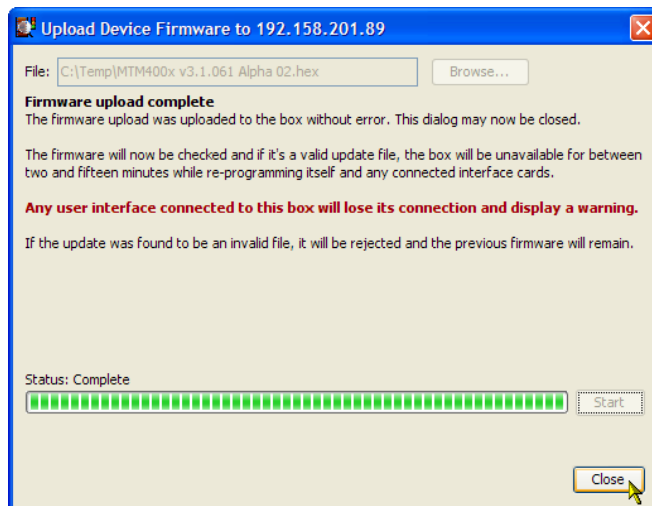 Upload Device Firmware to 192.158.201.89
File: C:\Temp\MTM400x v3.1.061 Alpha 02.hex Browse...
Firmware upload complete
The firmware upload was uploaded to the box without error. This dialog may now be closed.
The firmware will now be checked and if it's a valid update file, the box will be unavailable for between
two and fifteen minutes while re-programming itself and any connected interface cards.
Any user interface connected to this box will lose its connection and display a warning.
If the update was found to be an invalid file, it will be rejected and the previous firmware will remain.
Status: Complete
Start
Close